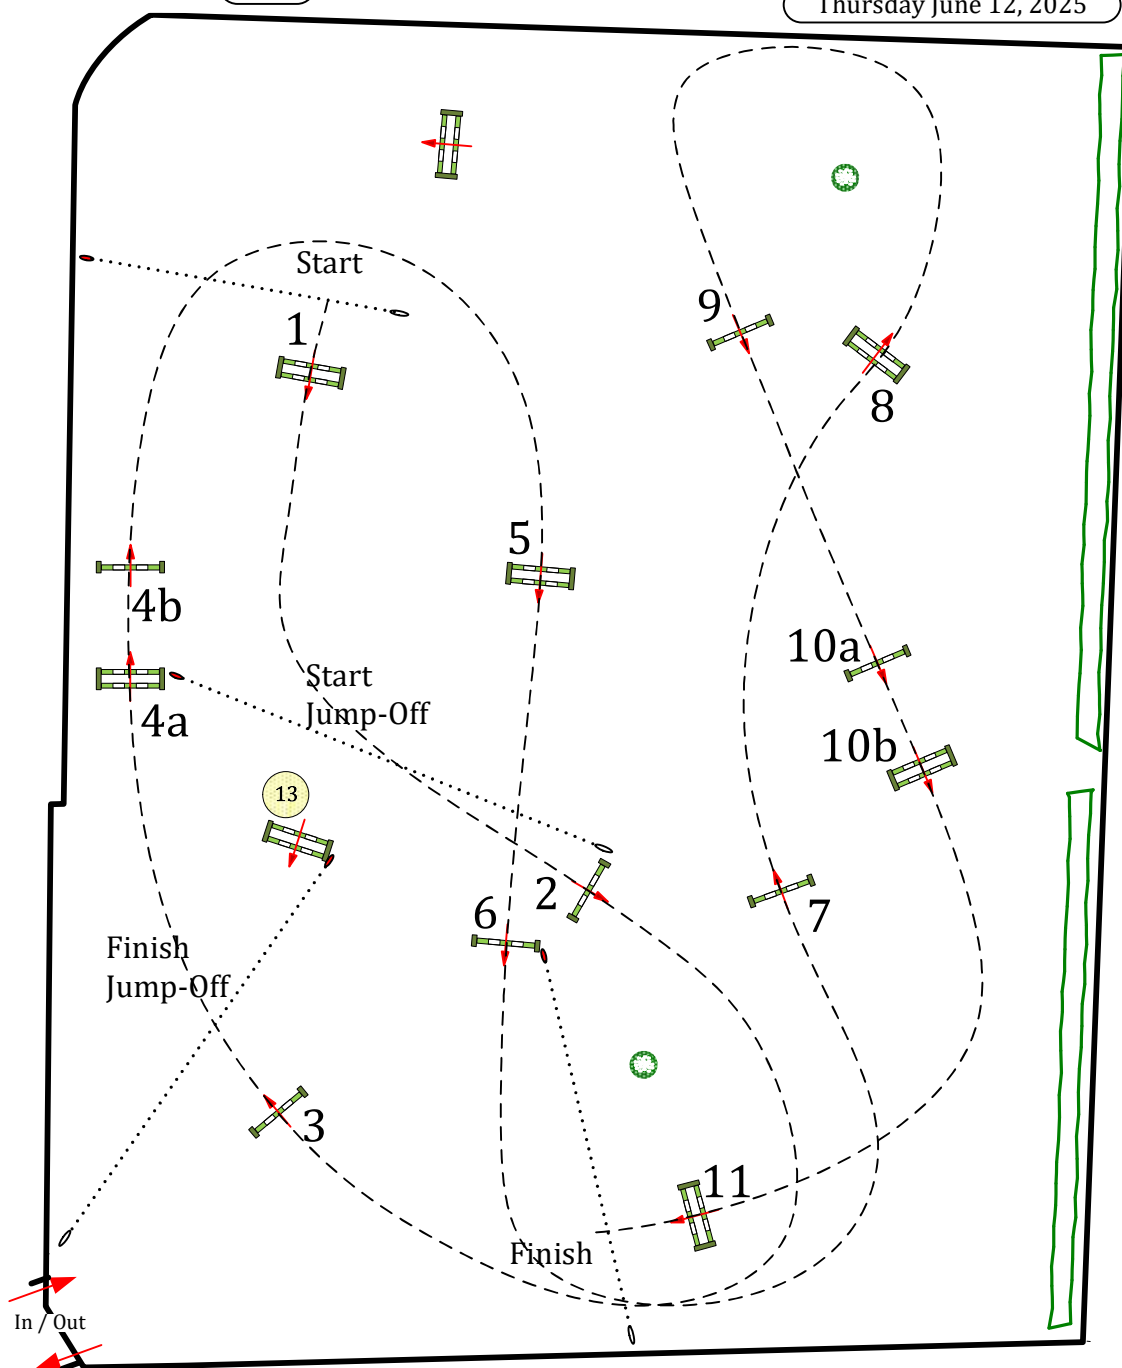 Thursday June 12, 2025
Start
1
9
8
5
4b
10a
Start
Jump-Off
4a
10b
13
2
6
7
Finish
Jump-Off
3
11
Finish
In / Out